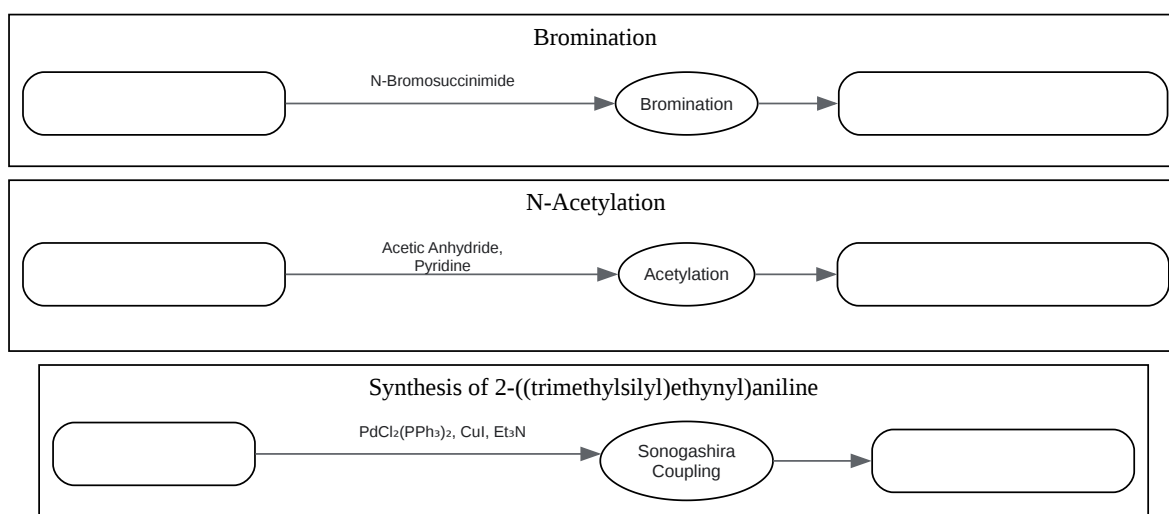 Bromination
N-Bromosuccinimide
Bromination
N-Acetylation
Acetic Anhydride,
Pyridine
Acetylation
Synthesis of 2-((trimethylsilyl)ethynyl)aniline
PdCl₂(PPh₃)₂, CuI, Et₃N
Sonogashira
Coupling